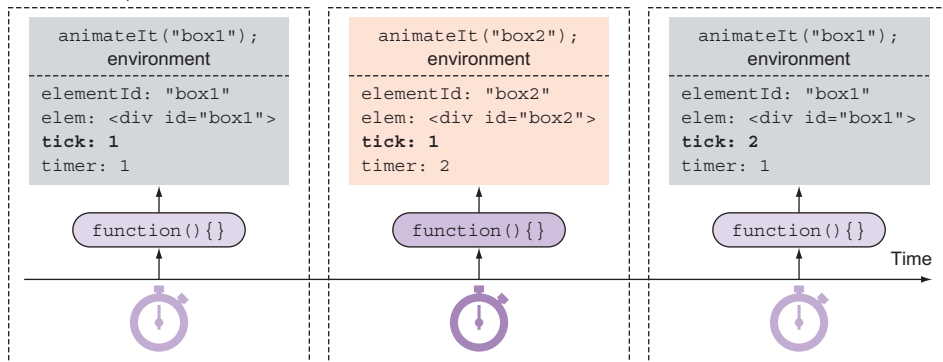 animateIt("box1");
environment
elementId: "box1"
elem: <div id="box1">
tick: 1
timer: 1
function(){}
animateIt("box2");
environment
elementId: "box2"
elem: <div id="box2">
tick: 1
timer: 2
function(){}
animateIt("box1");
environment
elementId: "box1"
elem: <div id="box1">
tick: 2
timer: 1
function(){}
Time